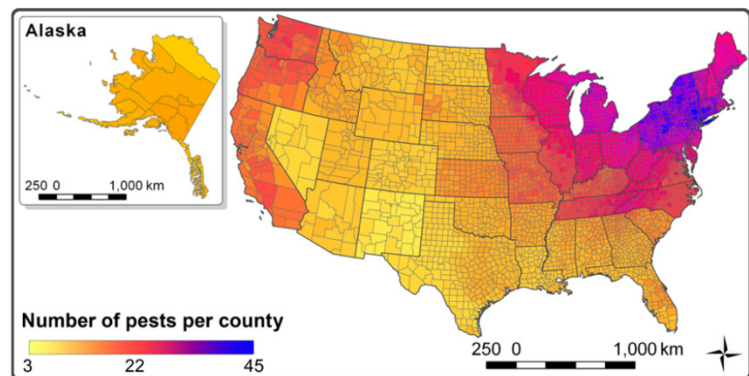 Alaska
250 0 1,000 km
Number of pests per county
3 22 45
250 0 1,000 km